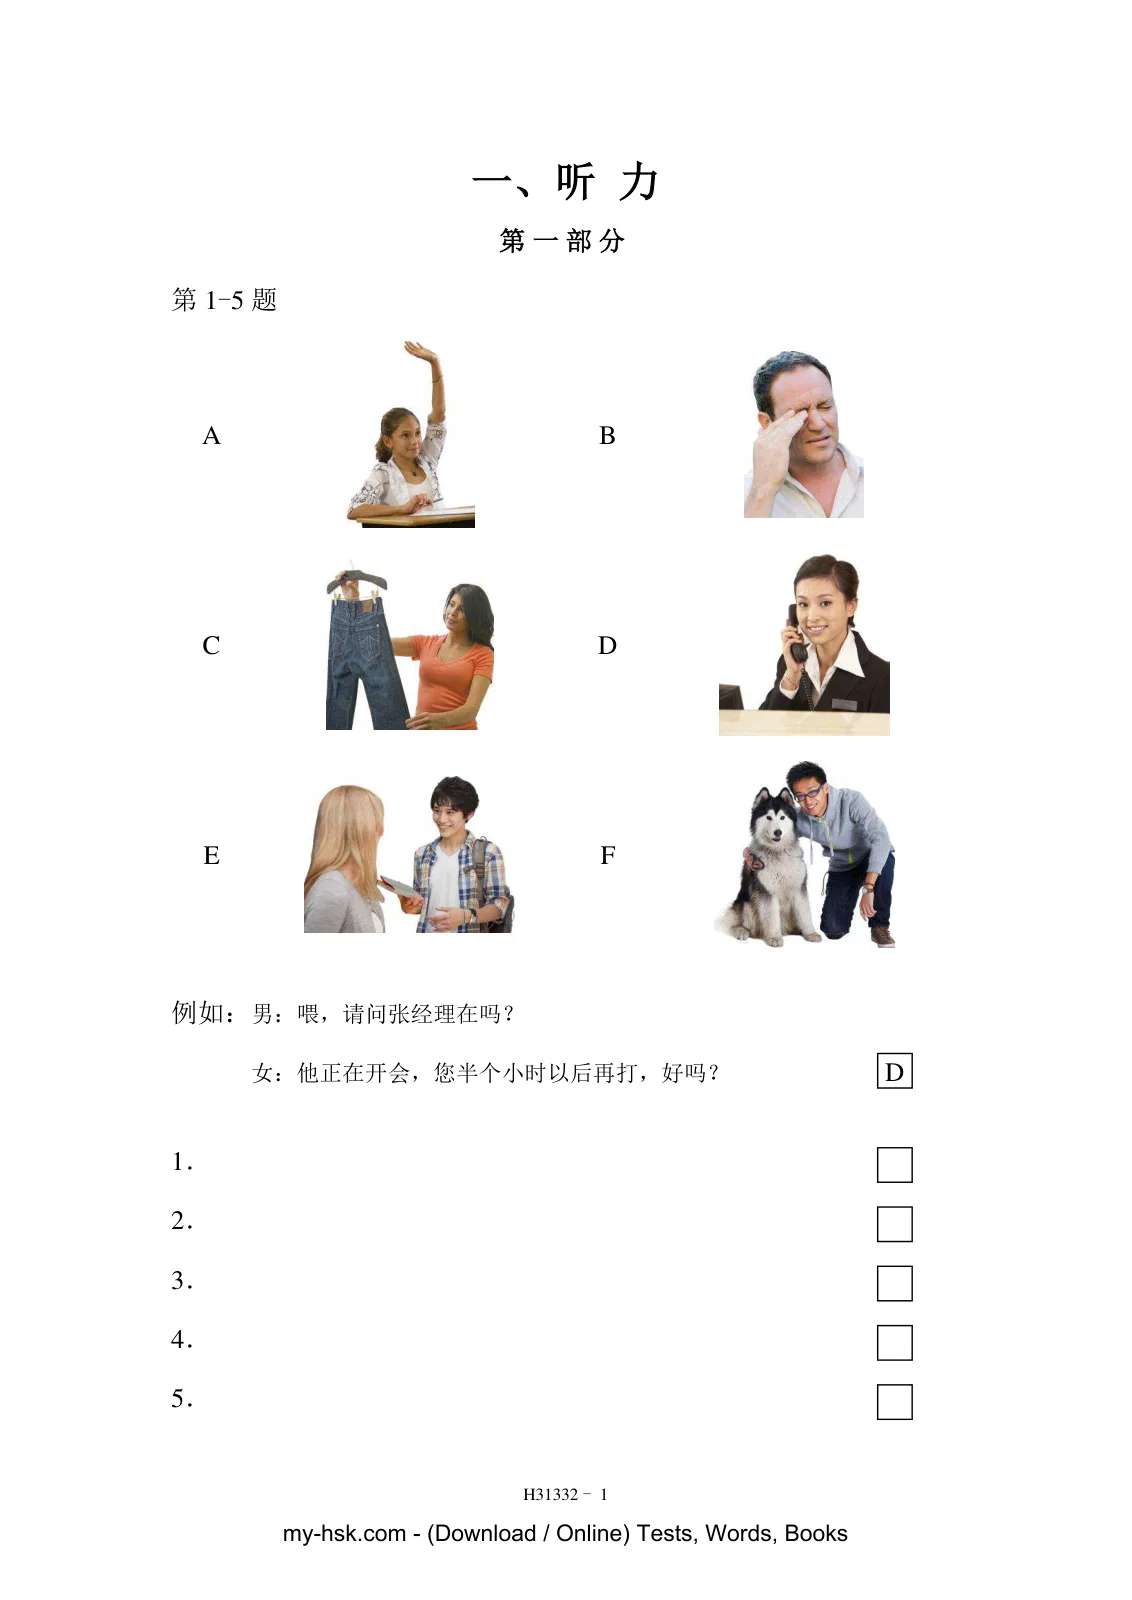 一、听 力
第一部分
第 1-5 题
A
B
C
D
E
F
例如：男：喂，请问张经理在吗？
女：他正在开会，您半个小时以后再打，好吗？ D
1.
2.
3.
4.
5.
H31332 - 1
my-hsk.com - (Download / Online) Tests, Words, Books